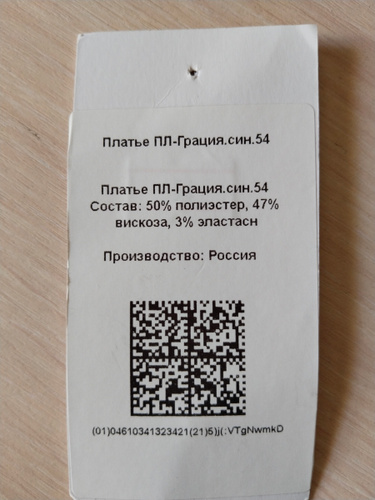 Платье ПЛ-Грация.син.54
Платье ПЛ-Грация.син.54
Состав: 50% полиэстер, 47%
вискоза, 3% эластасн
Производство: Россия
(01)04610341323421(21)5)j(:VTgNwmkD